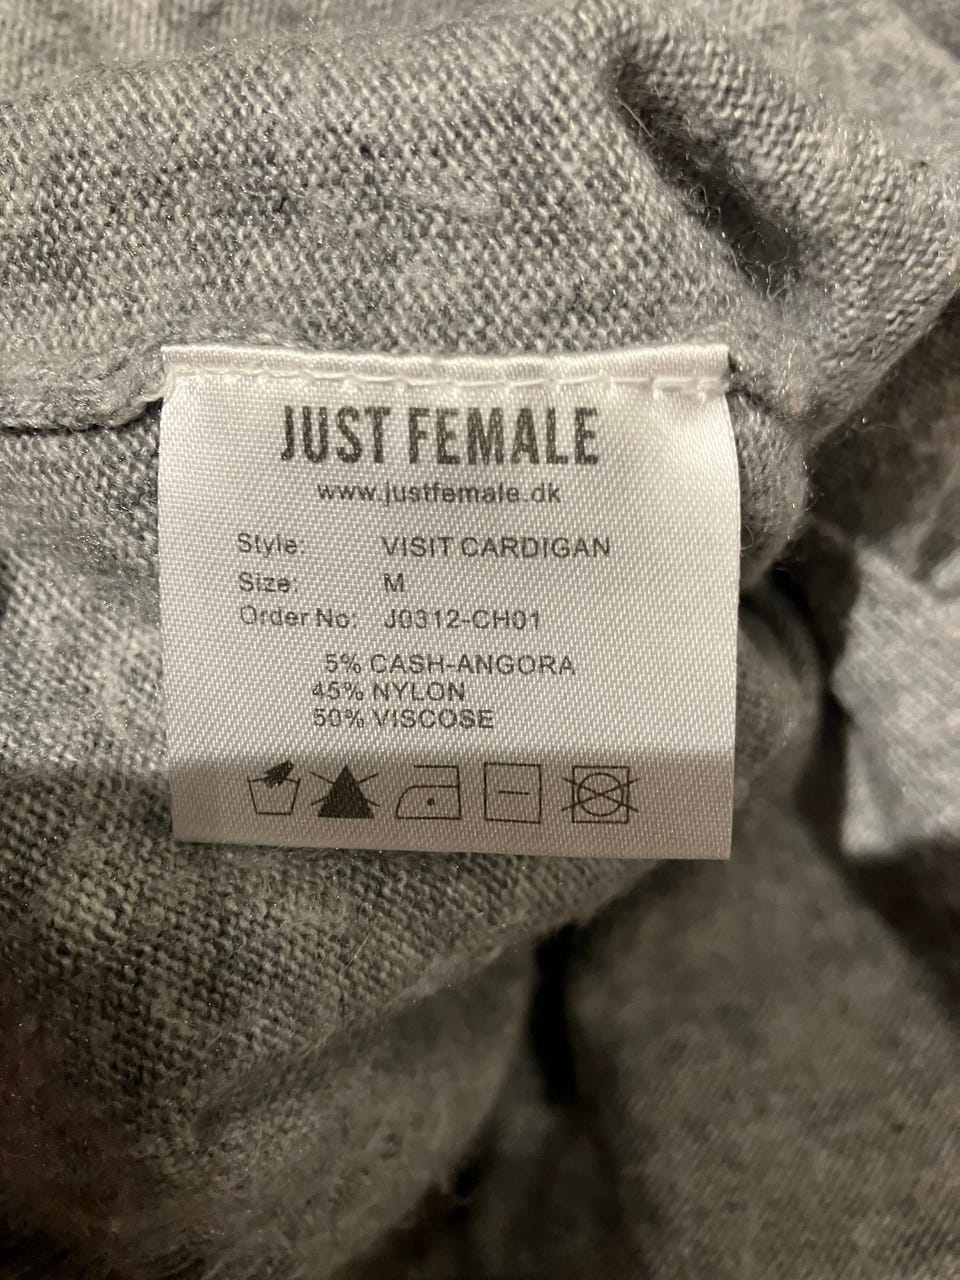 JUST FEMALE
www.justfemale.dk
Style: VISIT CARDIGAN
Size: M
Order No: J0312-CH01
5% CASH-ANGORA
45% NYLON
50% VISCOSE